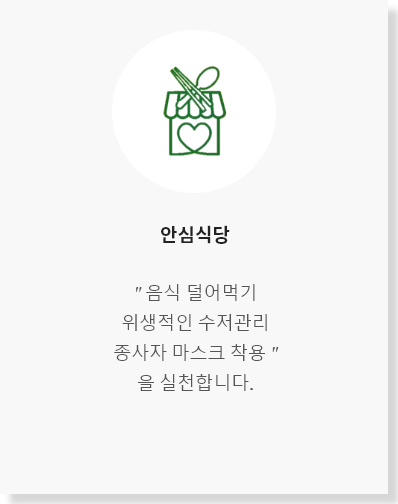 안심식당
" 음식 덜어먹기
위생적인 수저관리
종사자 마스크 착용 "
을 실천합니다.